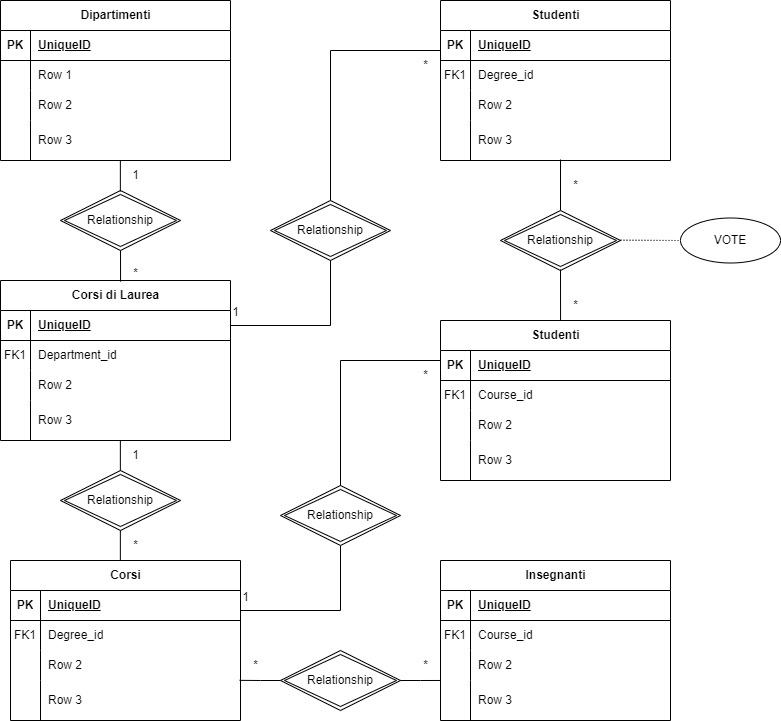 Dipartimenti
PK UniqueID
Row 1
Row 2
Row 3
1
Relationship
*
Corsi di Laurea
PK UniqueID
FK1 Department_id
Row 2
Row 3
1
Relationship
*
Corsi
PK UniqueID
FK1 Degree_id
Row 2
Row 3
1
Relationship
*
Studenti
PK UniqueID
FK1 Degree_id
Row 2
Row 3
*
Relationship
VOTE
*
Studenti
PK UniqueID
FK1 Course_id
Row 2
Row 3
*
Relationship
1
Insegnanti
PK UniqueID
FK1 Course_id
Row 2
Row 3
*
Relationship
*